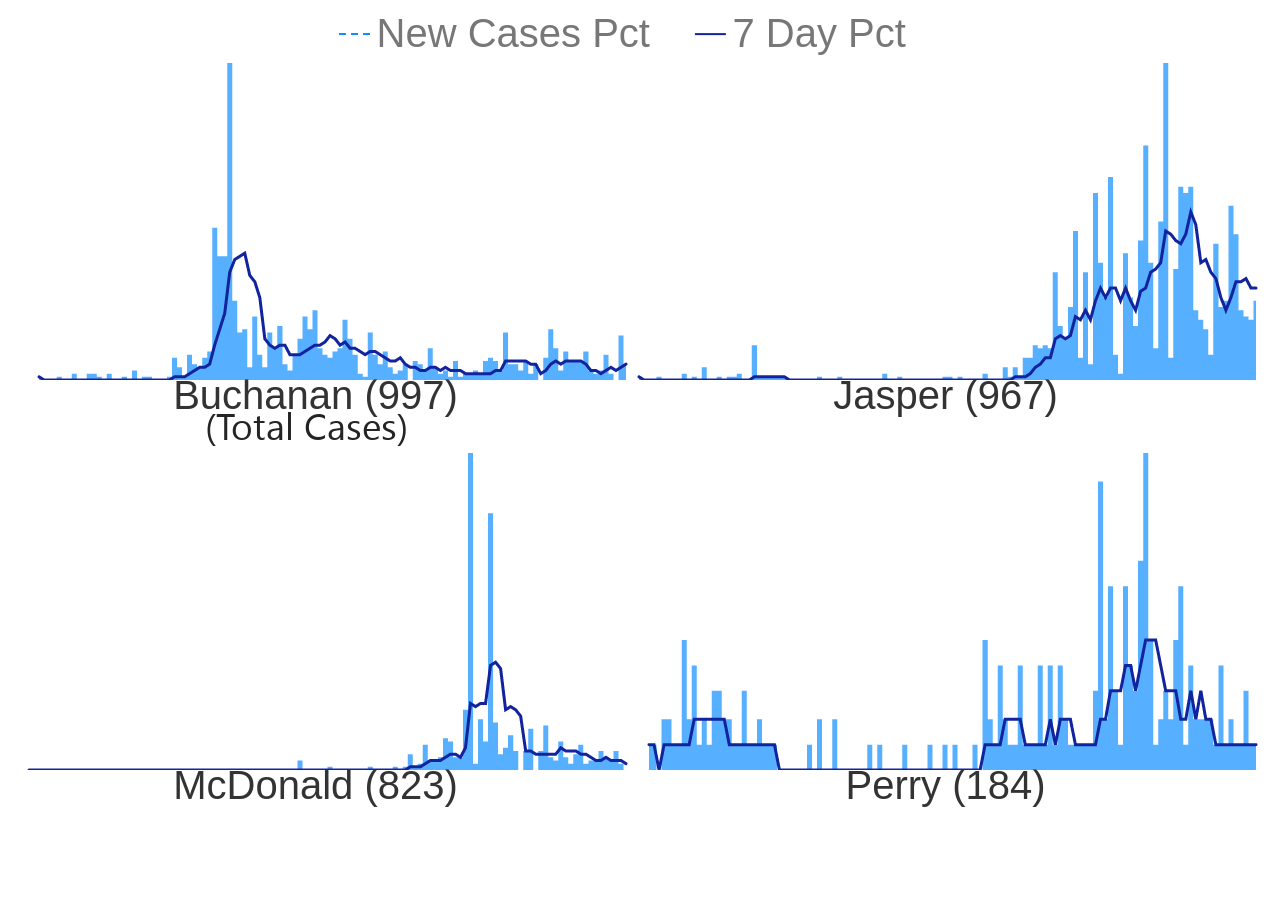 New Cases Pct 7 Day Pct
Buchanan (997) Jasper (967)
(Total Cases)
McDonald (823) Perry (184)